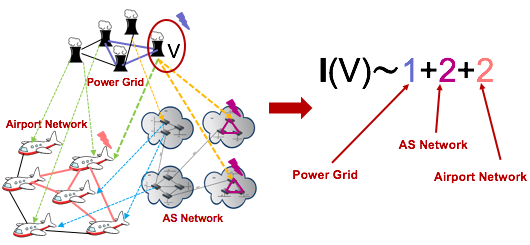 V
Power Grid
Airport Network
AS Network
I(V)~1+2+2
AS Network
Power Grid
Airport Network